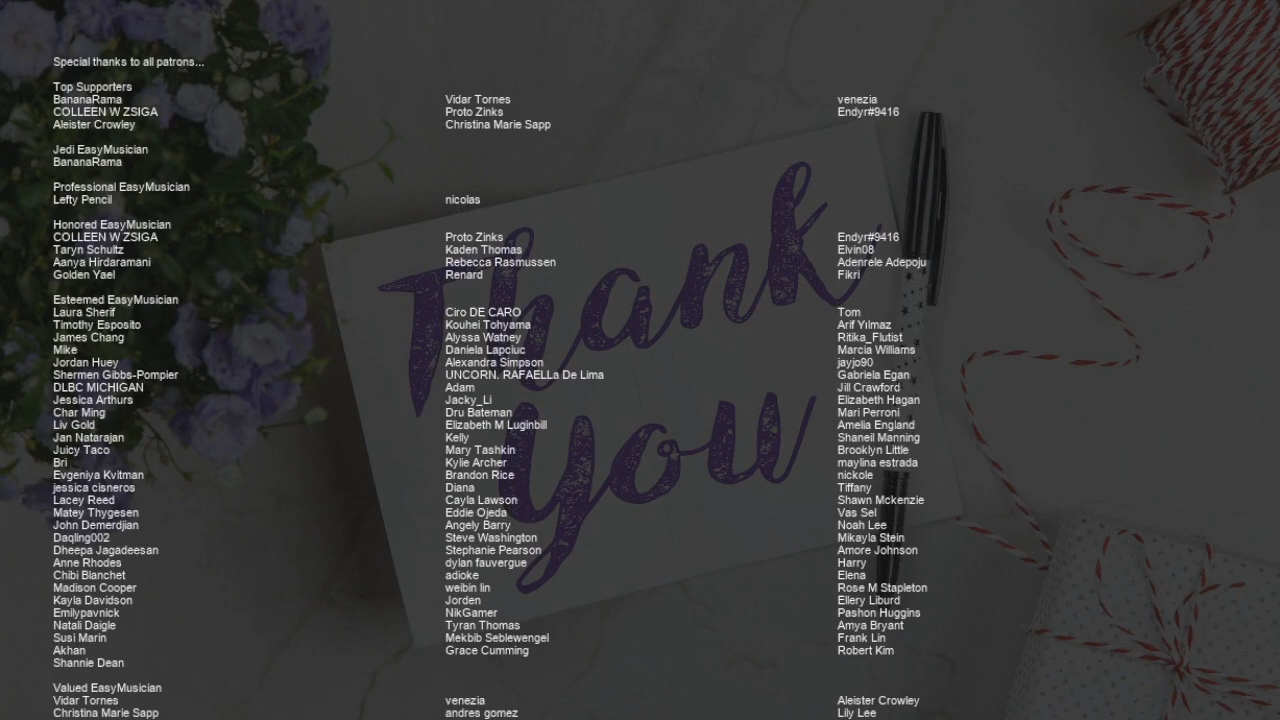 Special thanks to all patrons...
Top Supporters
BananaRama Vidar Tornes venezia
COLLEEN W ZSIGA Proto Zinks Endyr#9416
Aleister Crowley Christina Marie Sapp
Jedi EasyMusician
BananaRama
Professional EasyMusician
Lefty Pencil nicolas
Honored EasyMusician
COLLEEN W ZSIGA Proto Zinks Endyr#9416
Taryn Schultz Kaden Thomas Elvin08
Aanya Hirdaramani Rebecca Rasmussen Adenrele Adepoju
Golden Yael Renard Fikri
Esteemed EasyMusician
Laura Sherif Ciro DE CARO Tom
Timothy Esposito Kouhei Tohyama Arif Yılmaz
James Chang Alyssa Watney Ritika_Flutist
Mike Daniela Lapciuc Marcia Williams
Jordan Huey Alexandra Simpson jayjo90
Shermen Gibbs-Pompier UNCORN. RAFAELLa De Lima Gabriela Egan
DLBC MICHIGAN Adam Jill Crawford
Jessica Arthurs Jacky_Li Elizabeth Hagan
Char Ming Dru Bateman Mari Perroni
Liv Gold Elizabeth M Luginbill Amelia England
Jan Natarajan Kelly Shaneil Manning
Juicy Taco Mary Tashkin Brooklyn Little
Bri Kylie Archer maylina estrada
Evgeniya Kvitman Brandon Rice nickole
jessica cisneros Diana Tiffany
Lacey Reed Cayla Lawson Shawn Mckenzie
Matey Thygesen Eddie Ojeda Vas Sel
John Demerdjian Angely Barry Noah Lee
Daqling002 Steve Washington Mikayla Stein
Dheepa Jagadeesan Stephanie Pearson Amore Johnson
Anne Rhodes dylan fauvergue Harry
Chibi Blanchet adioke Elena
Madison Cooper weibin lin Rose M Stapleton
Kayla Davidson Jorden Ellery Liburd
Emilypavnick NikGamer Pashon Huggins
Natali Daigle Tyran Thomas Amya Bryant
Susi Marin Mekbib Seblewengel Frank Lin
Akhan Grace Cumming Robert Kim
Shannie Dean
Valued EasyMusician
Vidar Tornes venezia Aleister Crowley
Christina Marie Sapp andres gomez Lily Lee
Thank
you